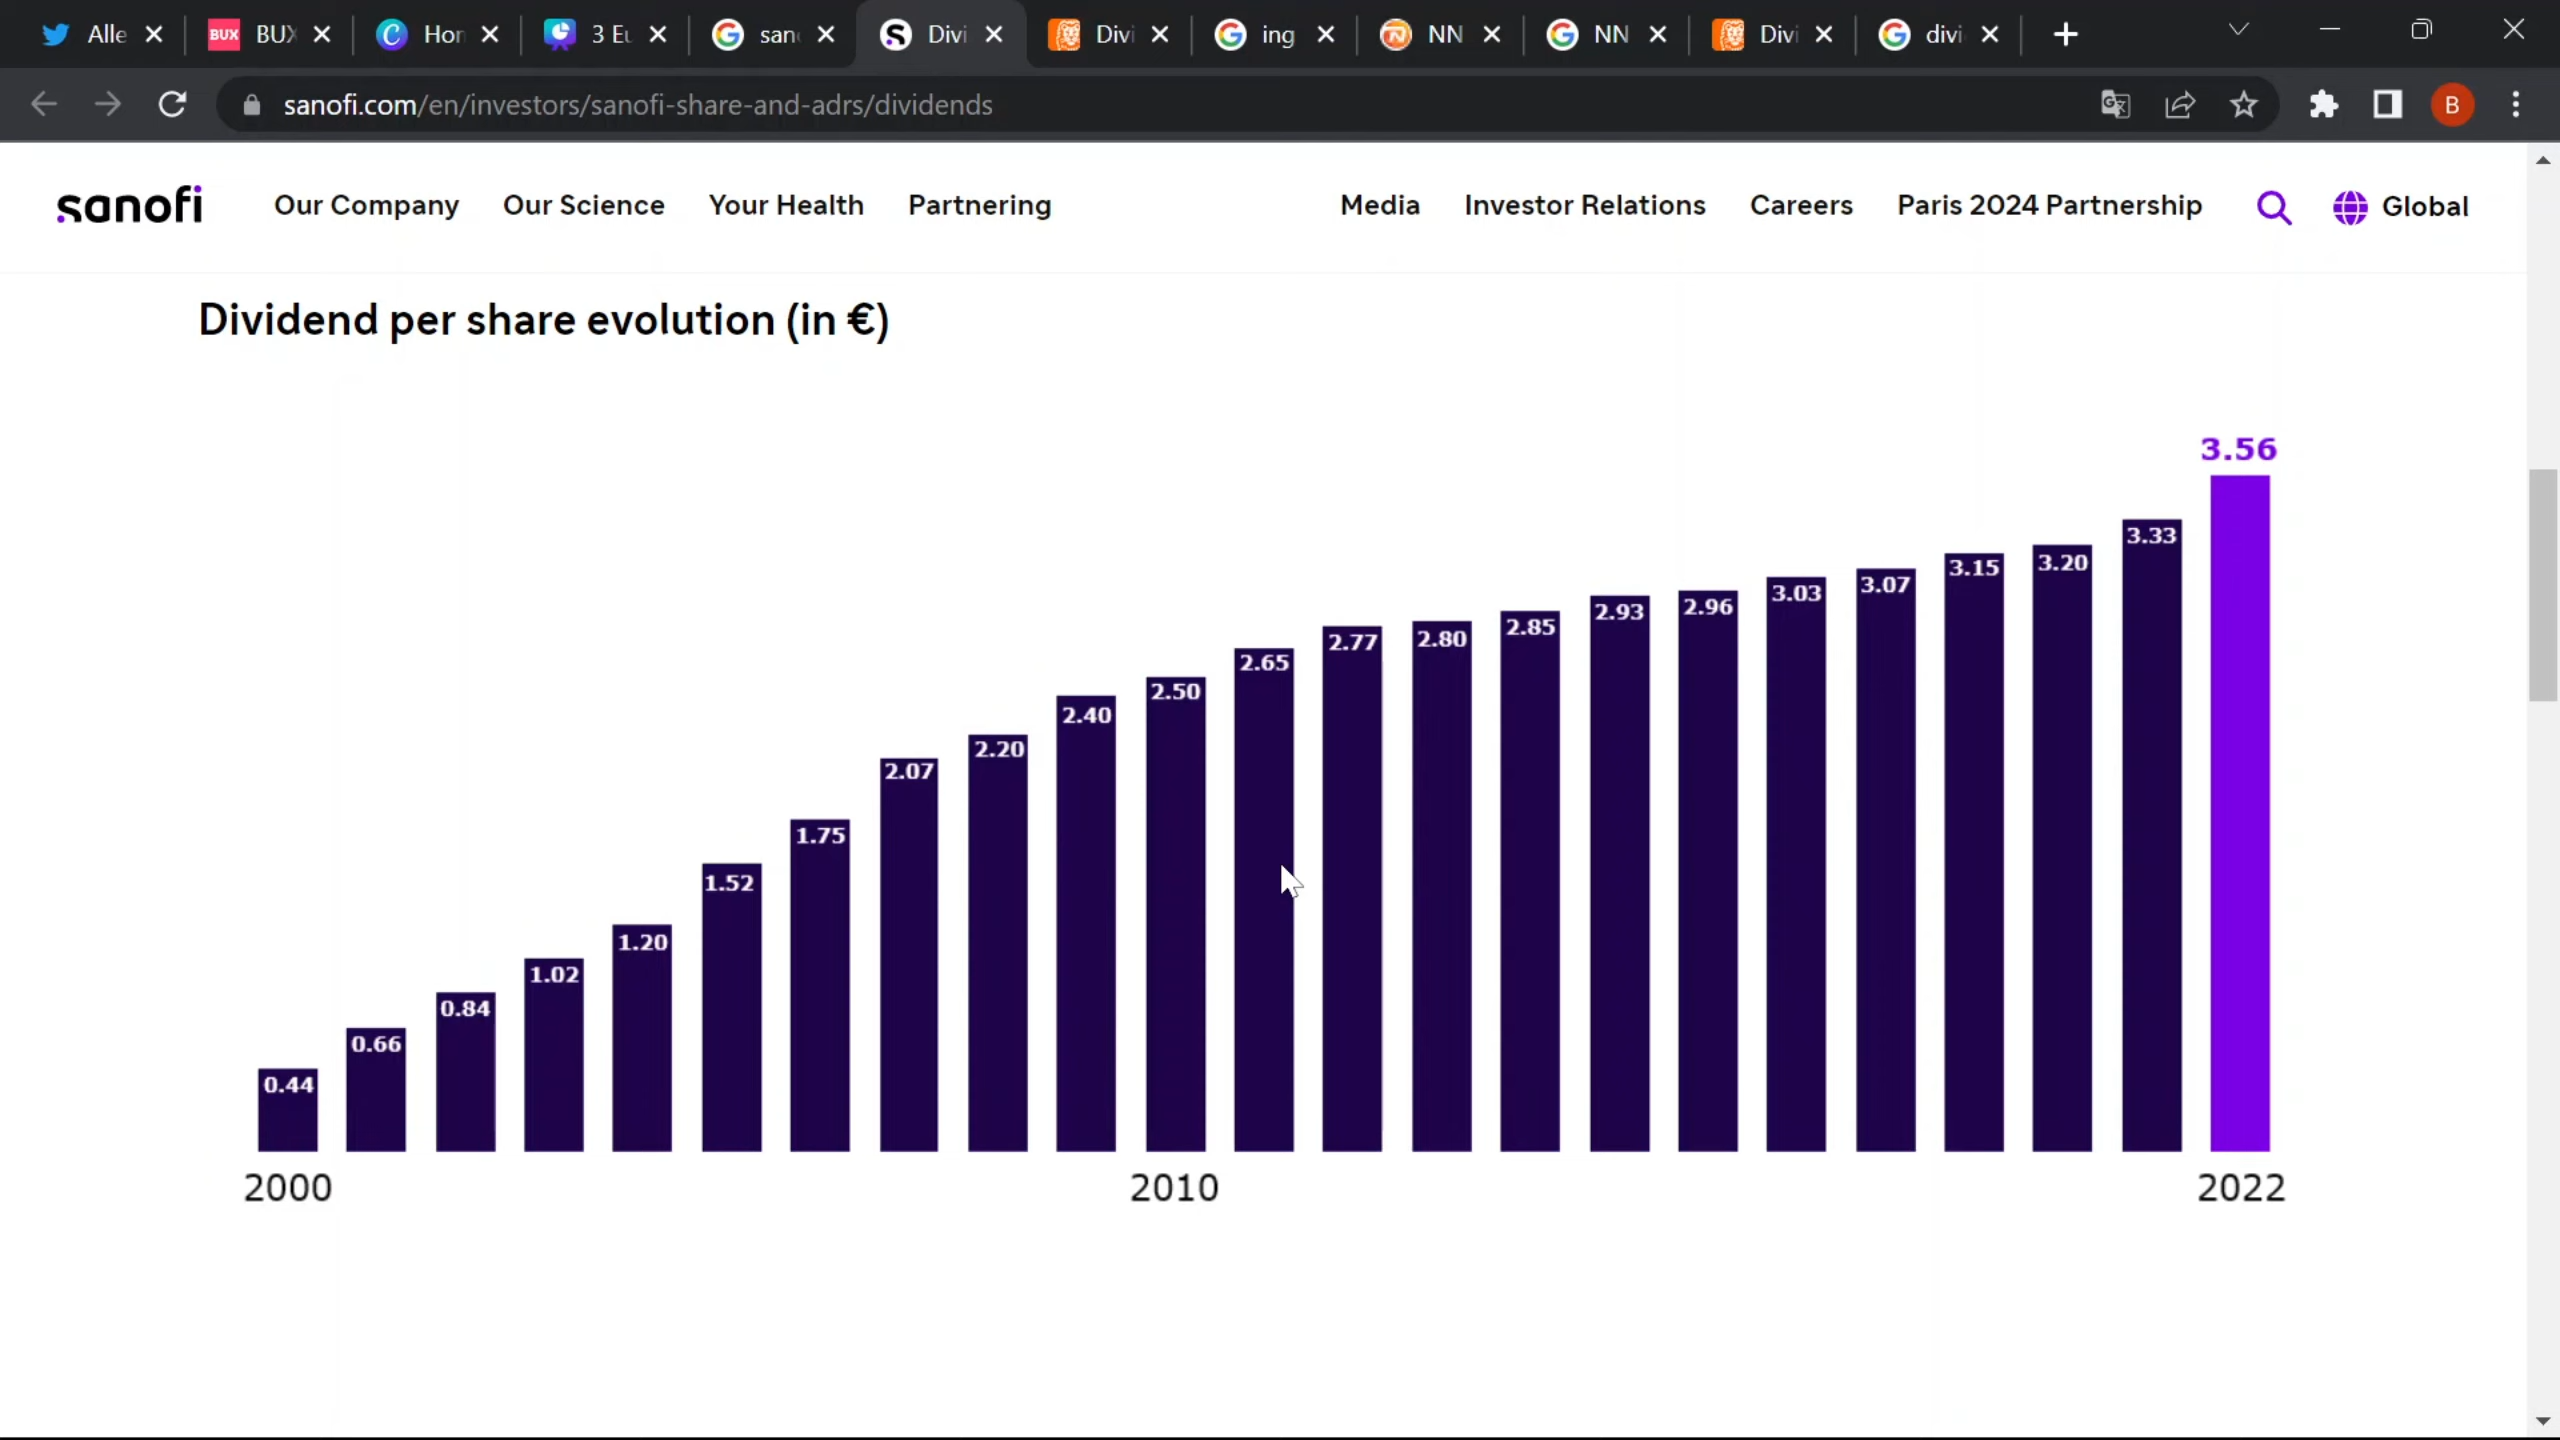 Alle BUX Hor 3 Eu san Divi Divi ing NN NN Divi divi
sanofi.com/en/investors/sanofi-share-and-adrs/dividends B
sanofi Our Company Our Science Your Health Partnering Media Investor Relations Careers Paris 2024 Partnership Global
Dividend per share evolution (in €)
0.44 0.66 0.84 1.02 1.20 1.52 1.75 2.07 2.20 2.40 2.50 2.65 2.77 2.80 2.85 2.93 2.96 3.03 3.07 3.15 3.20 3.33 3.56
2000 2010 2022